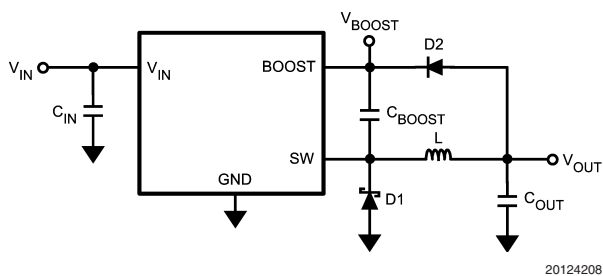 V_BOOST
D2
V_IN
V_IN
BOOST
C_IN
C_BOOST
L
SW
V_OUT
GND
D1
C_OUT
20124208